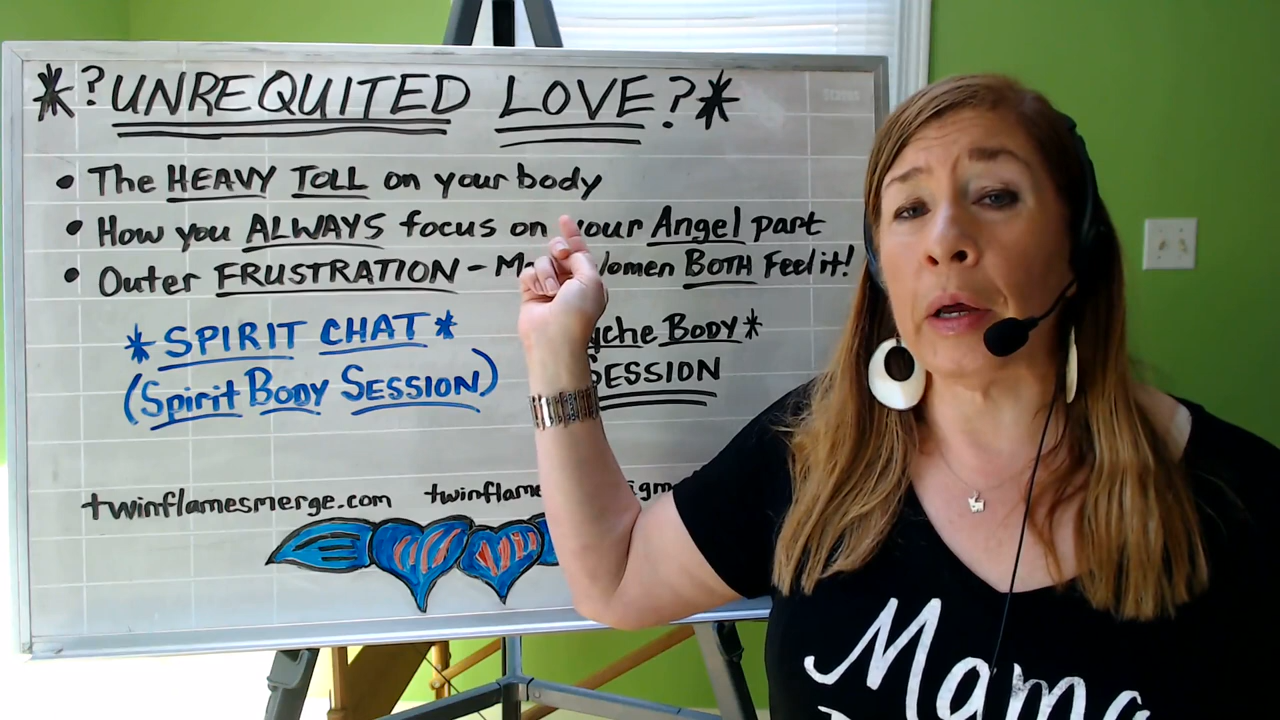 *?UNREQUITED LOVE?*
• The HEAVY TOLL on your body
• How you ALWAYS focus on your Angel part
• Outer FRUSTRATION - Women BOTH Feel it!
*SPIRIT CHAT*
(Spirit Body SESSION)
Body*
SESSION
twinflamesmerge.com
Mama